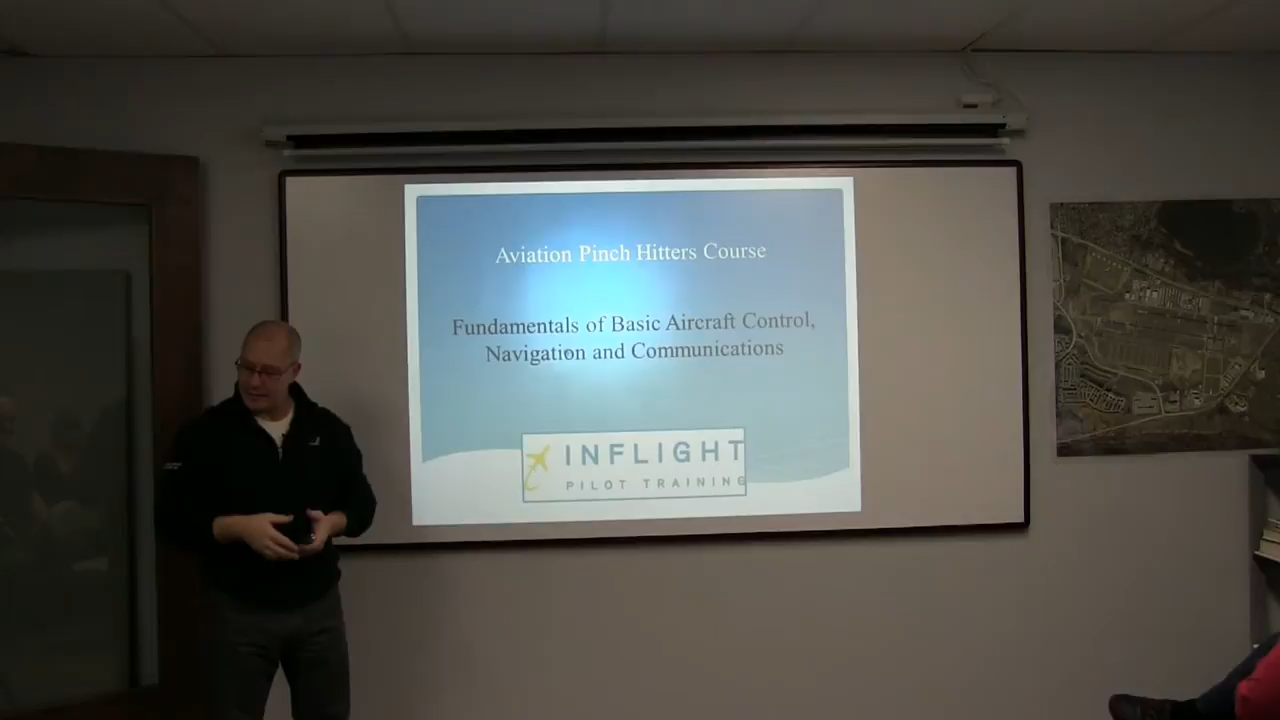 Aviation Pinch Hitters Course
Fundamentals of Basic Aircraft Control,
Navigation and Communications
INFLIGHT
PILOT TRAINING